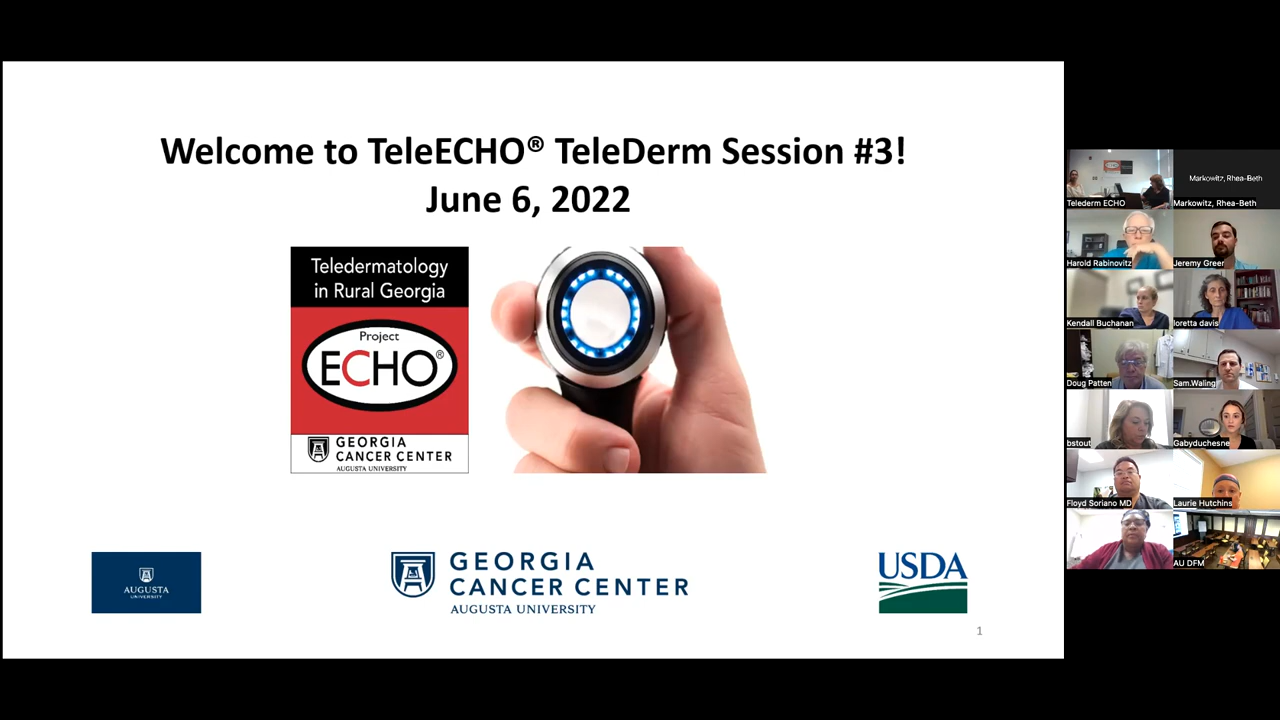 Welcome to TeleECHO® TeleDerm Session #3!
June 6, 2022
Teledermatology
in Rural Georgia
Project
ECHO®
GEORGIA
CANCER CENTER
AUGUSTA UNIVERSITY
AUGUSTA
UNIVERSITY
GEORGIA
CANCER CENTER
AUGUSTA UNIVERSITY
USDA
1
Telederm ECHO
Markowitz, Rhea-Beth
Markowitz, Rhea-Beth
Harold Rabinovitz
Jeremy Greer
Kendall Buchanan
loretta davis
Doug Patten
Sam.Waling
bstout
Gabyduchesne
Floyd Soriano MD
Laurie Hutchins
AU DFM